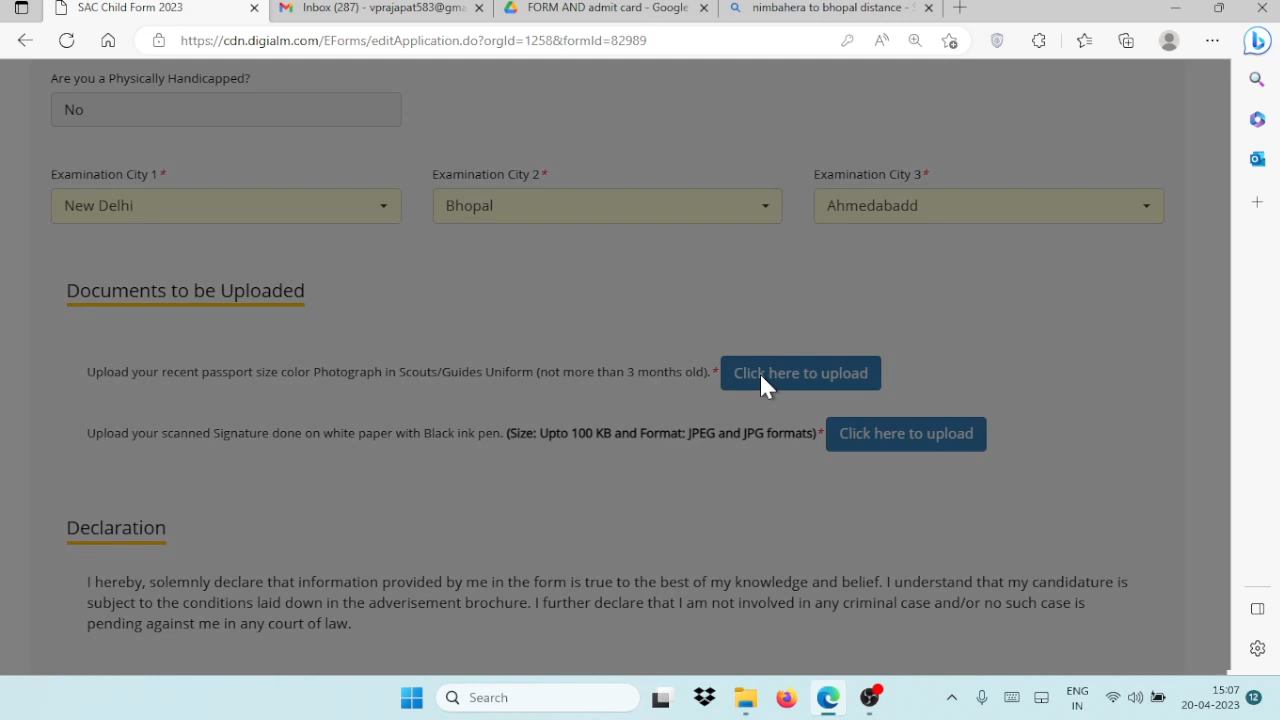 SAC Child Form 2023
Inbox (287) - vprajapat583@gma
FORM AND admit card - Google
nimbahera to bhopal distance - S
https://cdn.digialm.com/EForms/editApplication.do?orgId=1258&formId=82989
Are you a Physically Handicapped?
No
Examination City 1* Examination City 2* Examination City 3*
New Delhi Bhopal Ahmedabadd
Documents to be Uploaded
Upload your recent passport size color Photograph in Scouts/Guides Uniform (not more than 3 months old).* Click here to upload
Upload your scanned Signature done on white paper with Black ink pen. (Size: Upto 100 KB and Format: JPEG and JPG formats)* Click here to upload
Declaration
I hereby, solemnly declare that information provided by me in the form is true to the best of my knowledge and belief. I understand that my candidature is
subject to the conditions laid down in the adverisement brochure. I further declare that I am not involved in any criminal case and/or no such case is
pending against me in any court of law.
Search
ENG
IN
15:07
20-04-2023
12